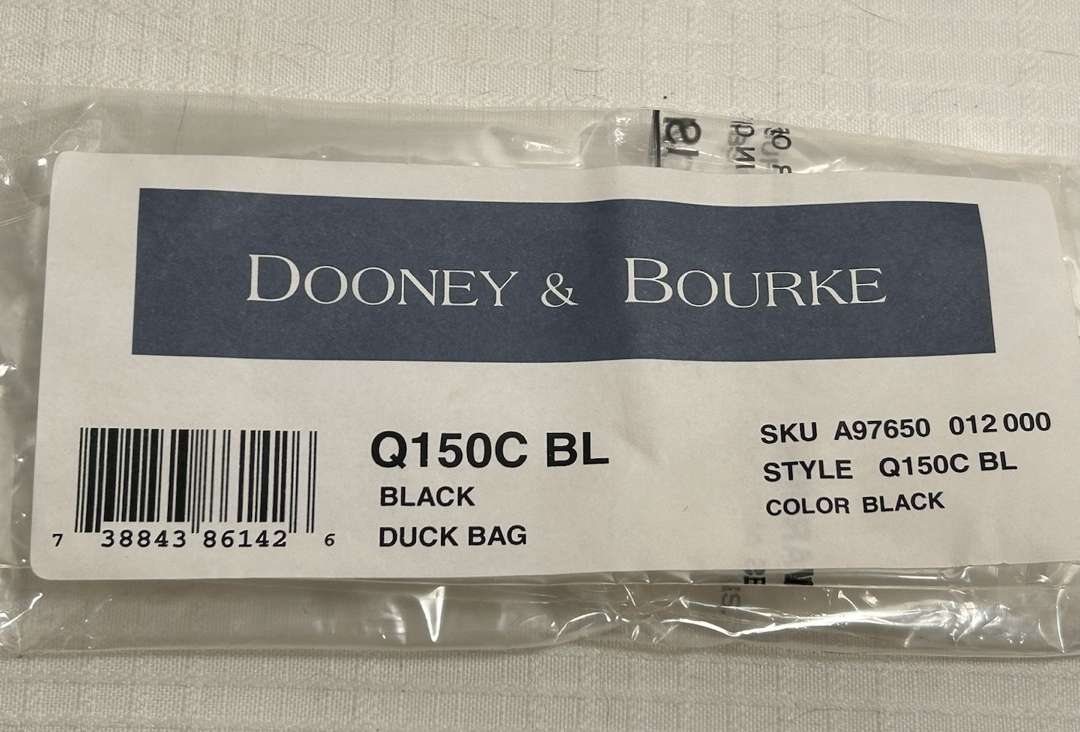 DOONEY & BOURKE
Q150C BL
BLACK
DUCK BAG
7 38843 86142 6
SKU A97650 012 000
STYLE Q150C BL
COLOR BLACK